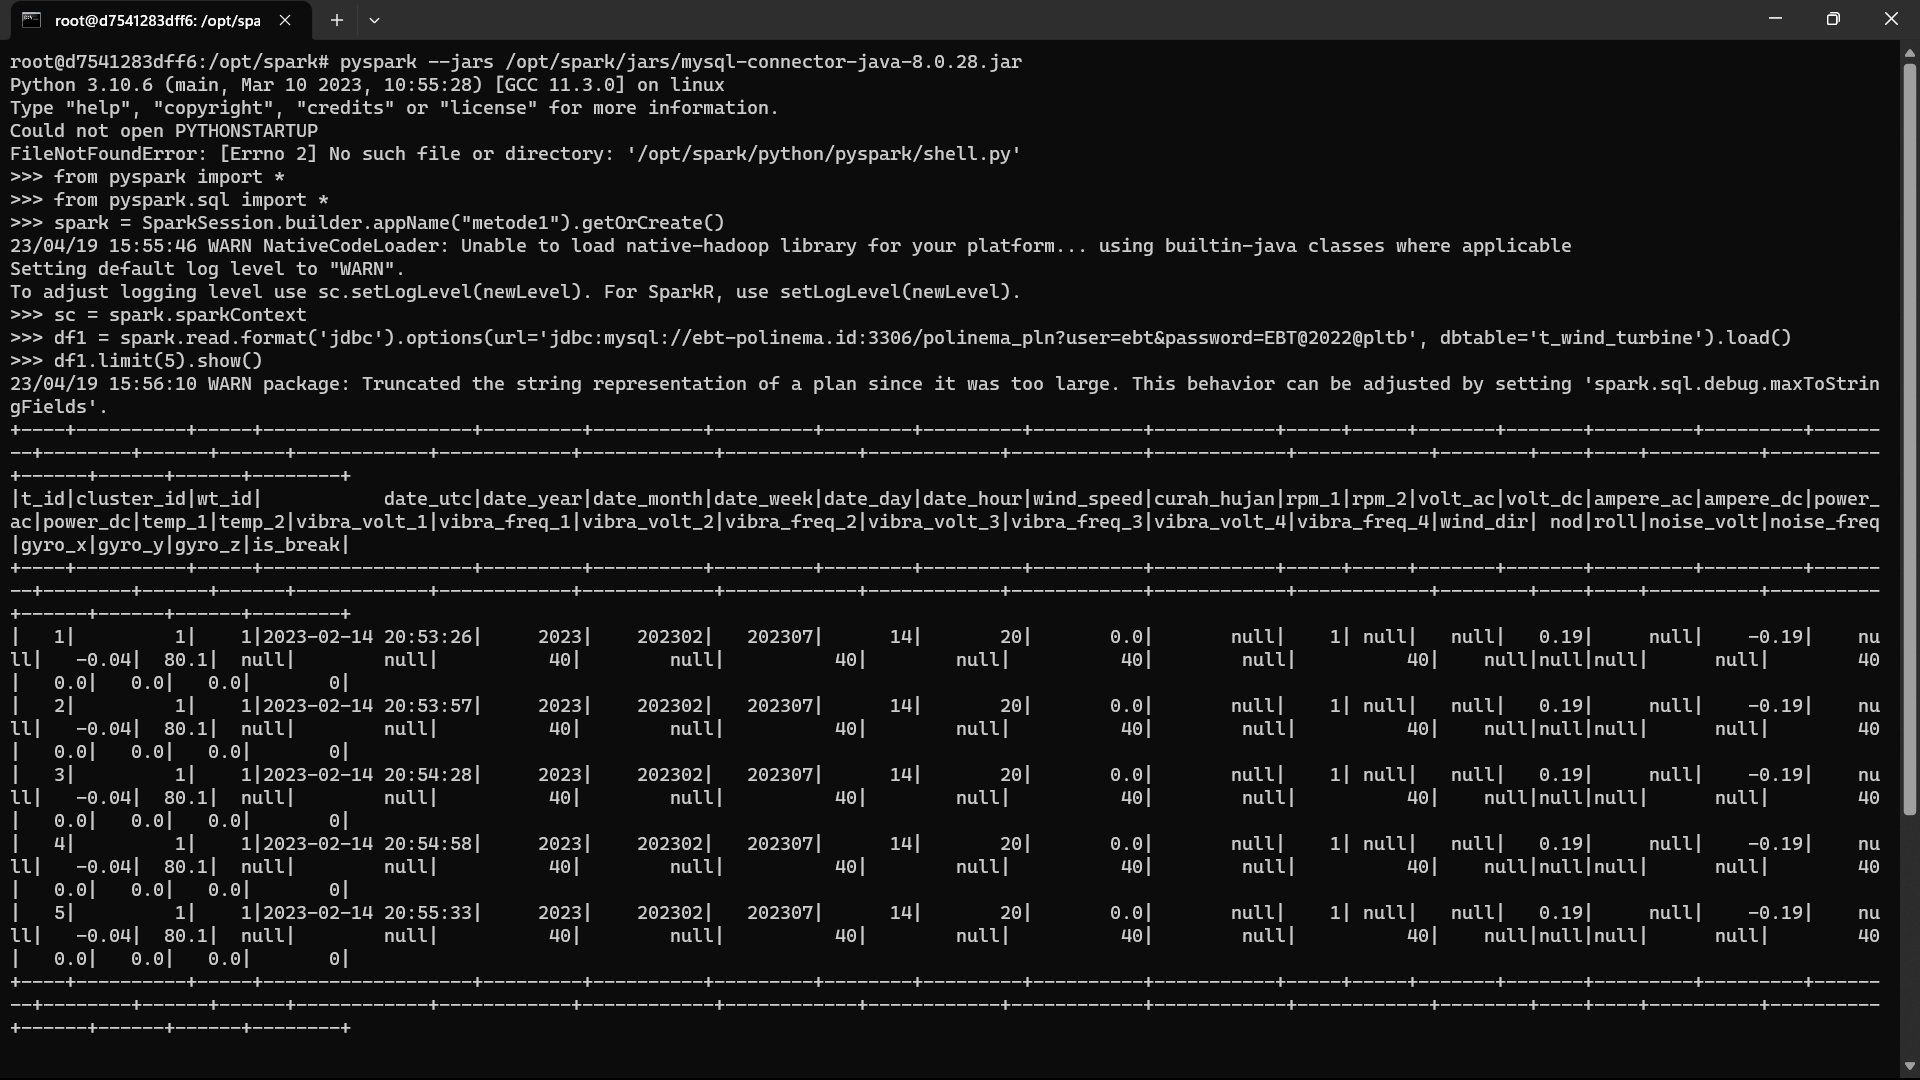 root@d7541283dff6: /opt/spa
root@d7541283dff6:/opt/spark# pyspark --jars /opt/spark/jars/mysql-connector-java-8.0.28.jar
Python 3.10.6 (main, Mar 10 2023, 10:55:28) [GCC 11.3.0] on linux
Type "help", "copyright", "credits" or "license" for more information.
Could not open PYTHONSTARTUP
FileNotFoundError: [Errno 2] No such file or directory: '/opt/spark/python/pyspark/shell.py'
>>> from pyspark import *
>>> from pyspark.sql import *
>>> spark = SparkSession.builder.appName("metode1").getOrCreate()
23/04/19 15:55:46 WARN NativeCodeLoader: Unable to load native-hadoop library for your platform... using builtin-java classes where applicable
Setting default log level to "WARN".
To adjust logging level use sc.setLogLevel(newLevel). For SparkR, use setLogLevel(newLevel).
>>> sc = spark.sparkContext
>>> df1 = spark.read.format('jdbc').options(url='jdbc:mysql://ebt-polinema.id:3306/polinema_pln?user=ebt&password=EBT@2022@pltb', dbtable='t_wind_turbine').load()
>>> df1.limit(5).show()
23/04/19 15:56:10 WARN package: Truncated the string representation of a plan since it was too large. This behavior can be adjusted by setting 'spark.sql.debug.maxToStrin
gFields'.
+----+----------+-----+-------------------+---------+----------+---------+--------+---------+----------+-----------+-----+-----+-------+-------+---------+---------+------
--+--------+------+------+-------------+------------+------------+------------+------------+------------+------------+------------+--------+----+----+----------+----------
+------+------+------+--------+
|t_id|cluster_id|wt_id|           date_utc|date_year|date_month|date_week|date_day|date_hour|wind_speed|curah_hujan|rpm_1|rpm_2|volt_ac|volt_dc|ampere_ac|ampere_dc|power_
ac|power_dc|temp_1|temp_2|vibra_volt_1|vibra_freq_1|vibra_volt_2|vibra_freq_2|vibra_volt_3|vibra_freq_3|vibra_volt_4|vibra_freq_4|wind_dir| nod|roll|noise_volt|noise_freq
|gyro_x|gyro_y|gyro_z|is_break|
+----+----------+-----+-------------------+---------+----------+---------+--------+---------+----------+-----------+-----+-----+-------+-------+---------+---------+------
--+--------+------+------+------------+------------+------------+------------+------------+------------+------------+------------+--------+----+----+----------+----------
+------+------+------+--------+
|   1|         1|    1|2023-02-14 20:53:26|     2023|    202302|   202307|      14|       20|       0.0|       null|    1| null|   null|   0.19|     null|    -0.19|    nu
ll|   -0.04|  80.1|  null|        null|          40|        null|          40|        null|          40|        null|          40|    null|null|null|      null|        40
|   0.0|   0.0|   0.0|       0|
|   2|         1|    1|2023-02-14 20:53:57|     2023|    202302|   202307|      14|       20|       0.0|       null|    1| null|   null|   0.19|     null|    -0.19|    nu
ll|   -0.04|  80.1|  null|        null|          40|        null|          40|        null|          40|        null|          40|    null|null|null|      null|        40
|   0.0|   0.0|   0.0|       0|
|   3|         1|    1|2023-02-14 20:54:28|     2023|    202302|   202307|      14|       20|       0.0|       null|    1| null|   null|   0.19|     null|    -0.19|    nu
ll|   -0.04|  80.1|  null|        null|          40|        null|          40|        null|          40|        null|          40|    null|null|null|      null|        40
|   0.0|   0.0|   0.0|       0|
|   4|         1|    1|2023-02-14 20:54:58|     2023|    202302|   202307|      14|       20|       0.0|       null|    1| null|   null|   0.19|     null|    -0.19|    nu
ll|   -0.04|  80.1|  null|        null|          40|        null|          40|        null|          40|        null|          40|    null|null|null|      null|        40
|   0.0|   0.0|   0.0|       0|
|   5|         1|    1|2023-02-14 20:55:33|     2023|    202302|   202307|      14|       20|       0.0|       null|    1| null|   null|   0.19|     null|    -0.19|    nu
ll|   -0.04|  80.1|  null|        null|          40|        null|          40|        null|          40|        null|          40|    null|null|null|      null|        40
|   0.0|   0.0|   0.0|       0|
+----+----------+-----+-------------------+---------+----------+---------+--------+---------+----------+-----------+-----+-----+-------+-------+---------+---------+------
--+--------+------+------+------------+------------+------------+------------+------------+------------+------------+------------+--------+----+----+----------+----------
+------+------+------+--------+